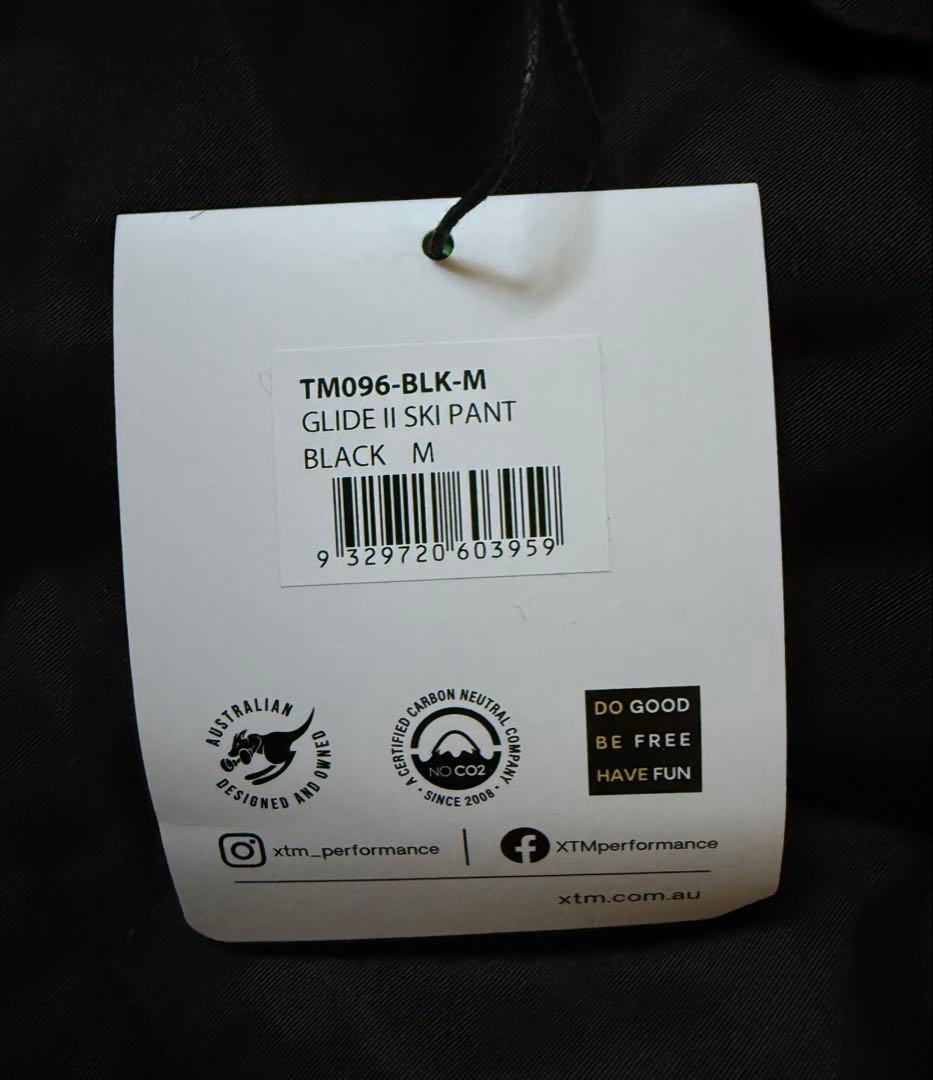 TM096-BLK-M
GLIDE II SKI PANT
BLACK M
9 329720 603959
AUSTRALIAN
DESIGNED AND OWNED
A CERTIFIED CARBON NEUTRAL COMPANY
NO CO2
• SINCE 2008 •
DO GOOD
BE FREE
HAVE FUN
xtm_performance
XTMperformance
xtm.com.au